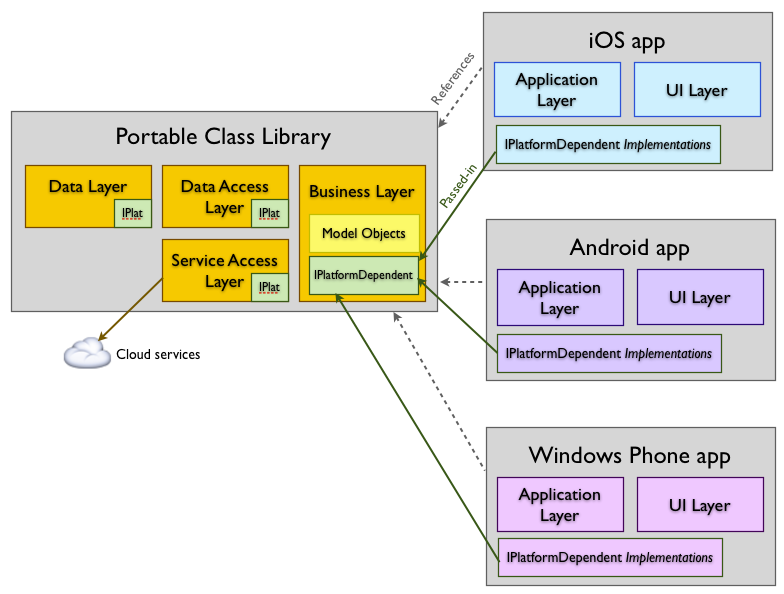 iOS app
Application
Layer
UI Layer
IPlatformDependent Implementations
References
Passed-in
Portable Class Library
Data Layer
IPlat
Data Access
Layer
IPlat
Business Layer
Model Objects
IPlatformDependent
Service Access
Layer
IPlat
Cloud services
Android app
Application
Layer
UI Layer
IPlatformDependent Implementations
Windows Phone app
Application
Layer
UI Layer
IPlatformDependent Implementations